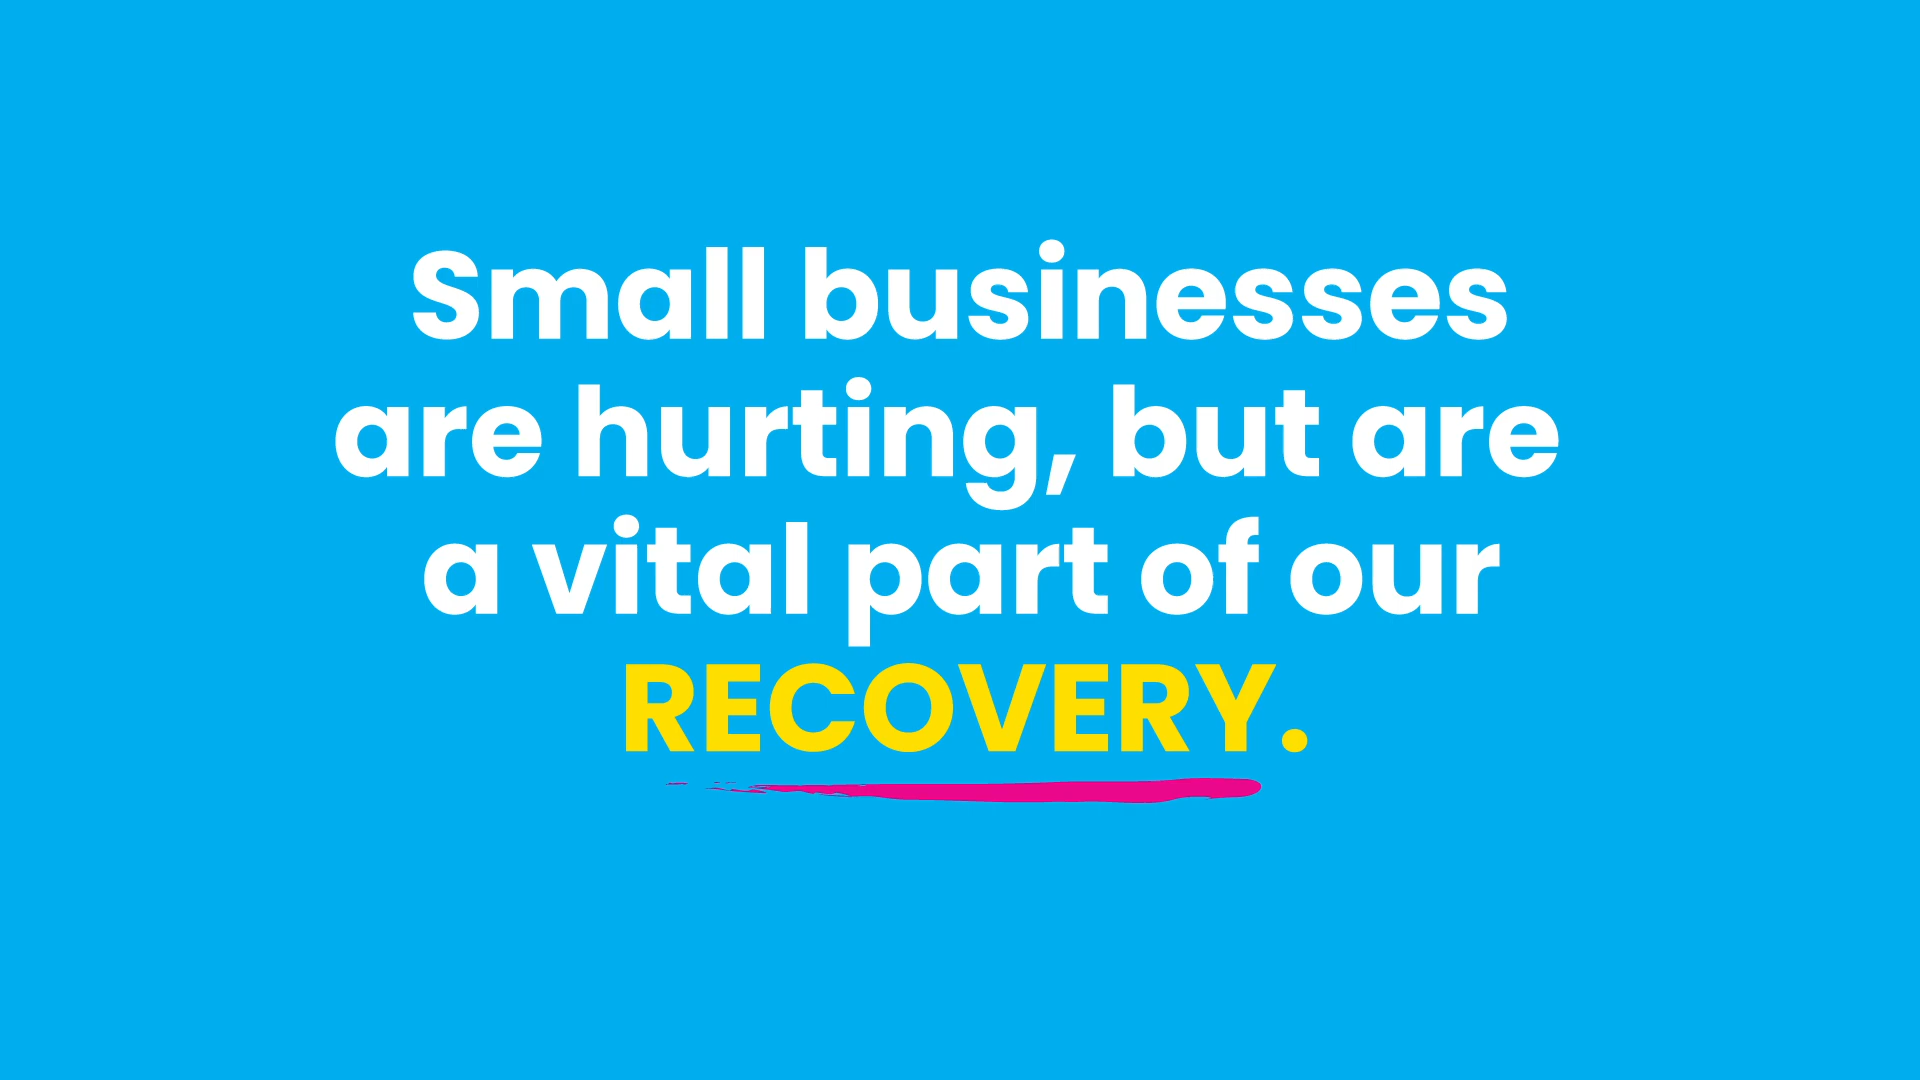 Small businesses
are hurting, but are
a vital part of our
RECOVERY.